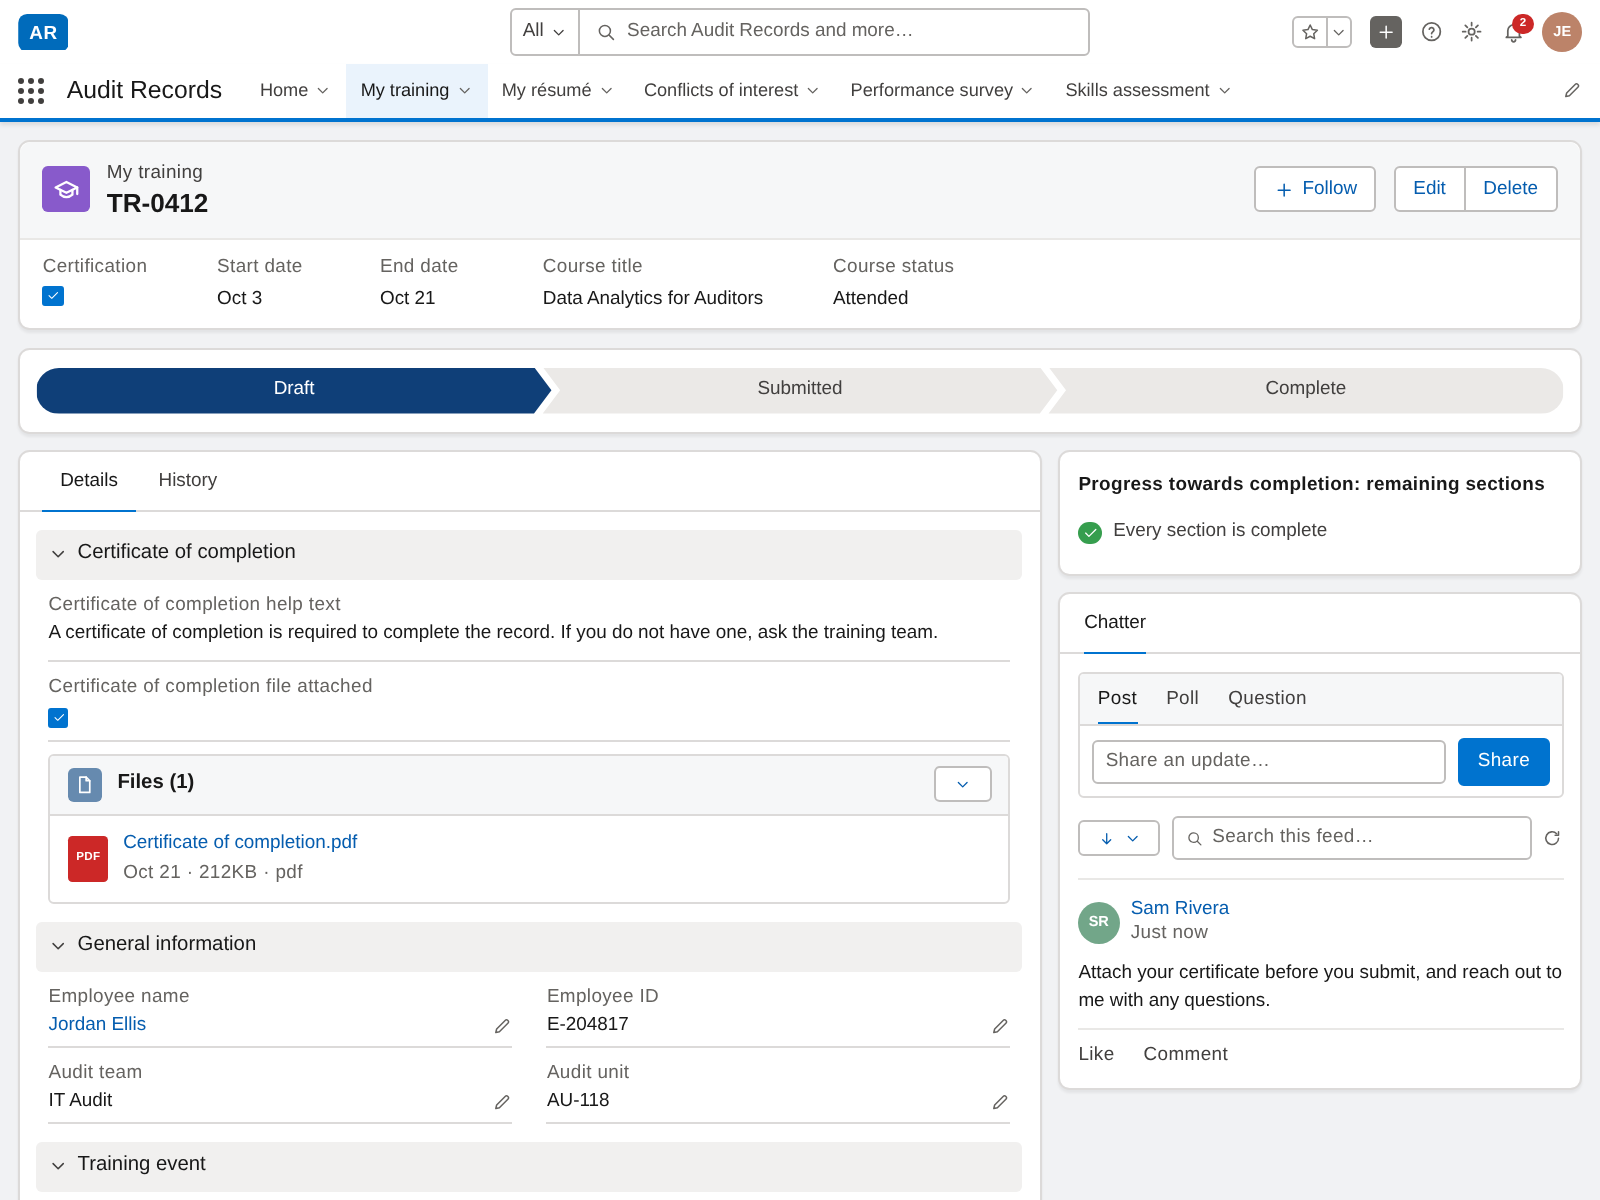 AR
All
Search Audit Records and more…
2
JE
Audit Records
Home
My training
My résumé
Conflicts of interest
Performance survey
Skills assessment
My training
TR-0412
Follow
Edit
Delete
Certification
Start date
End date
Course title
Course status
Oct 3
Oct 21
Data Analytics for Auditors
Attended
Draft
Submitted
Complete
Details
History
Certificate of completion
Certificate of completion help text
A certificate of completion is required to complete the record. If you do not have one, ask the training team.
Certificate of completion file attached
Files (1)
PDF
Certificate of completion.pdf
Oct 21 · 212KB · pdf
General information
Employee name
Jordan Ellis
Employee ID
E-204817
Audit team
IT Audit
Audit unit
AU-118
Training event
Progress towards completion: remaining sections
Every section is complete
Chatter
Post
Poll
Question
Share an update…
Share
Search this feed…
SR
Sam Rivera
Just now
Attach your certificate before you submit, and reach out to
me with any questions.
Like
Comment